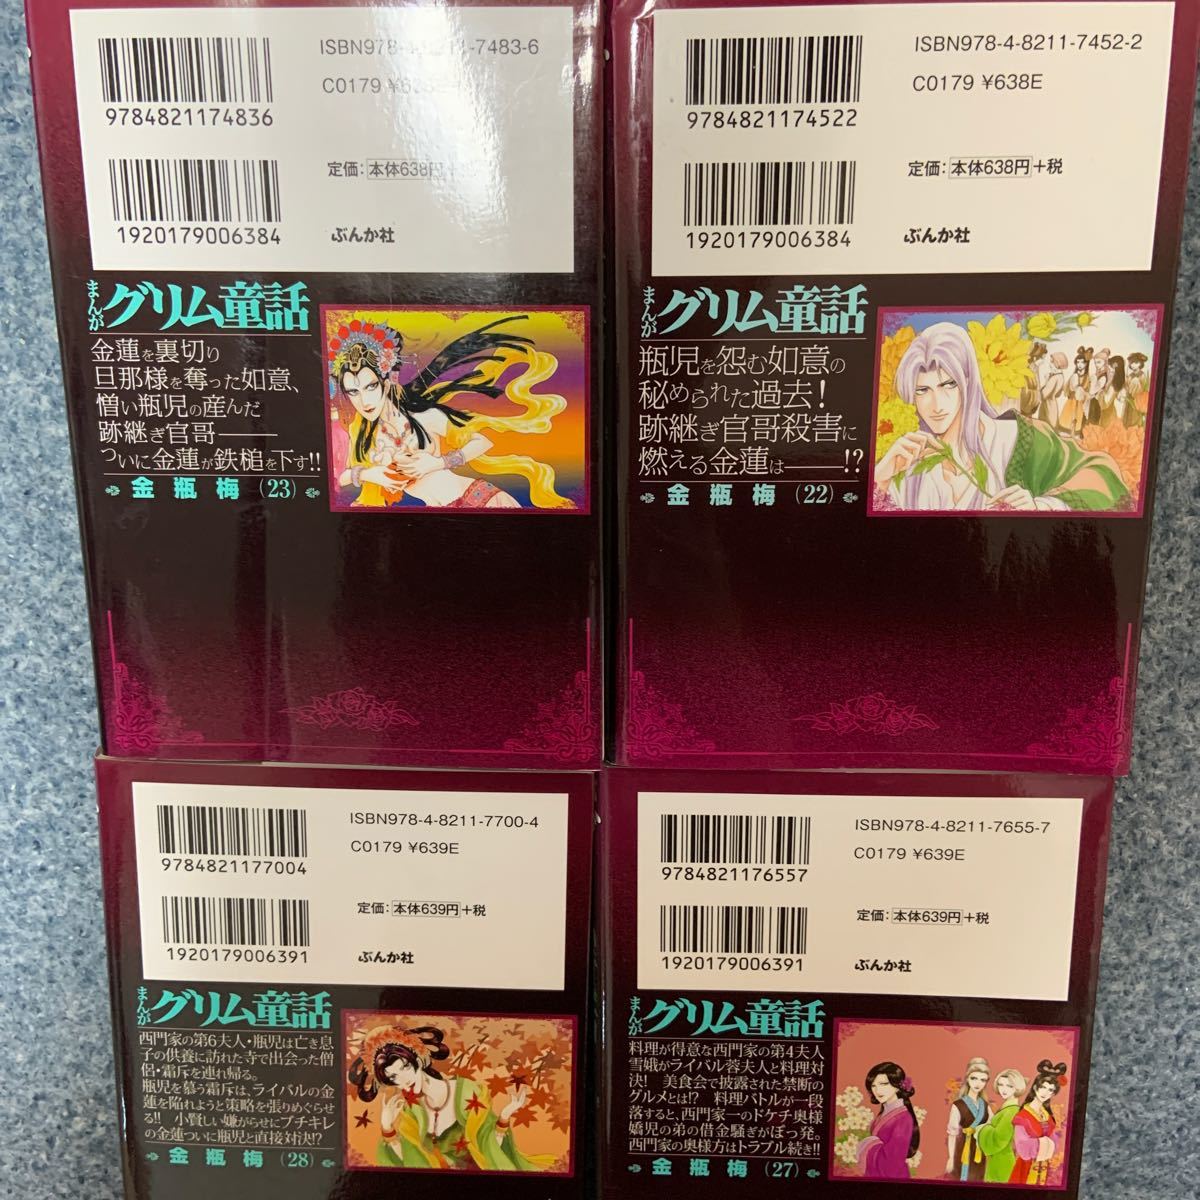 ISBN978-4-8211-7483-6
C0179 ¥638E
9784821174836
定価:本体638円+税
1920179006384
ぶんか社
まんがグリム童話
金蓮を裏切り
旦那様を奪った如意、
憎い瓶児の産んだ
跡継ぎ官哥――
ついに金蓮が鉄槌を下す!!
金瓶梅(23)
ISBN978-4-8211-7452-2
C0179 ¥638E
9784821174522
定価:本体638円+税
1920179006384
ぶんか社
まんがグリム童話
瓶児を怨む如意の
秘められた過去!
跡継ぎ官哥殺害に
燃える金蓮は――!?
金瓶梅(22)
ISBN978-4-8211-7700-4
C0179 ¥639E
9784821177004
定価:本体639円+税
1920179006391
ぶんか社
まんがグリム童話
西門家の第6夫人・瓶児は亡き息
子の供養に訪れた寺で出会った僧
侶・霜斥を連れ帰る。
瓶児を慕う霜斥は、ライバルの金
蓮を陥れようと策略を張りめぐらせ
る!! 小賢しい嫌がらせにブチキレ
の金蓮ついに瓶児と直接対決!?
金瓶梅(28)
ISBN978-4-8211-7655-7
C0179 ¥639E
9784821176557
定価:本体639円+税
1920179006391
ぶんか社
まんがグリム童話
料理が得意な西門家の第4夫人
雪娥がライバル蓉夫人と料理対
決! 美食会で披露された禁断の
グルメとは!? 料理バトルが一段
落すると、西門家一のドケチ奥様
嬌児の弟の借金騒ぎがぼっ発。
西門家の奥様方はトラブル続き!!
金瓶梅(27)